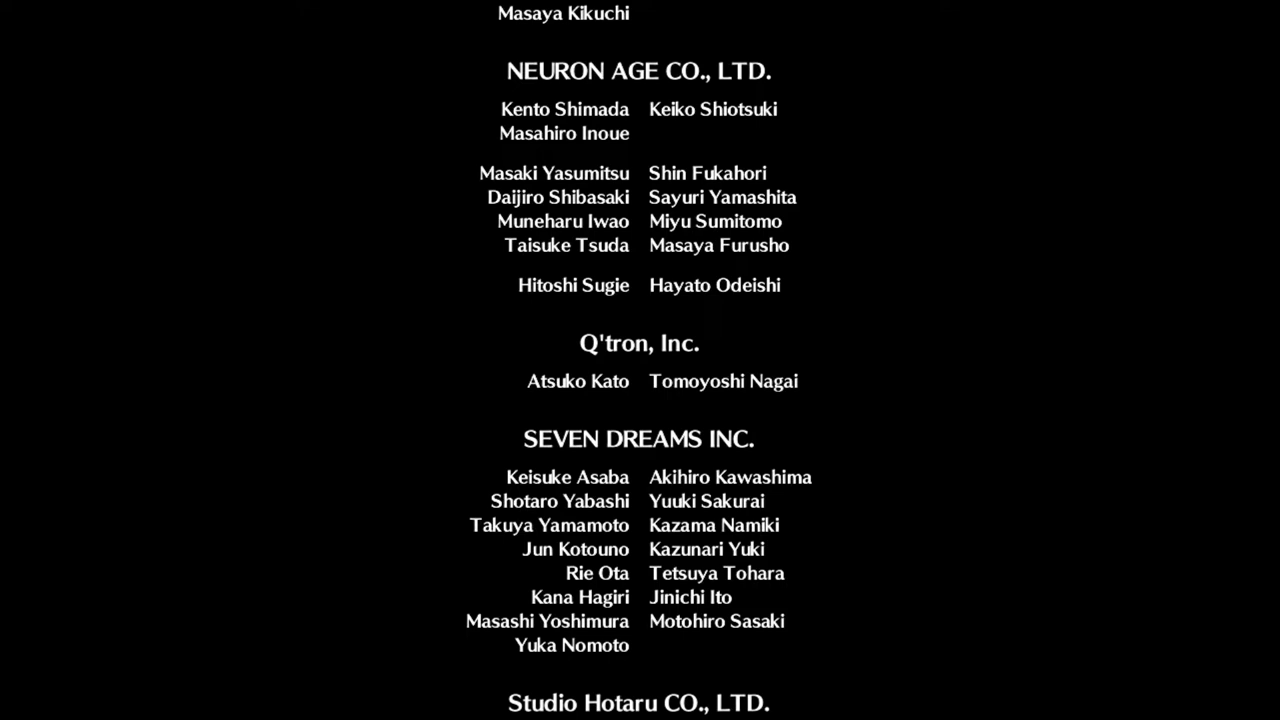 Masaya Kikuchi
NEURON AGE CO., LTD.
Kento Shimada Keiko Shiotsuki
Masahiro Inoue
Masaki Yasumitsu Shin Fukahori
Daijiro Shibasaki Sayuri Yamashita
Muneharu Iwao Miyu Sumitomo
Taisuke Tsuda Masaya Furusho
Hitoshi Sugie Hayato Odeishi
Q'tron, Inc.
Atsuko Kato Tomoyoshi Nagai
SEVEN DREAMS INC.
Keisuke Asaba Akihiro Kawashima
Shotaro Yabashi Yuuki Sakurai
Takuya Yamamoto Kazama Namiki
Jun Kotouno Kazunari Yuki
Rie Ota Tetsuya Tohara
Kana Hagiri Jinichi Ito
Masashi Yoshimura Motohiro Sasaki
Yuka Nomoto
Studio Hotaru CO., LTD.